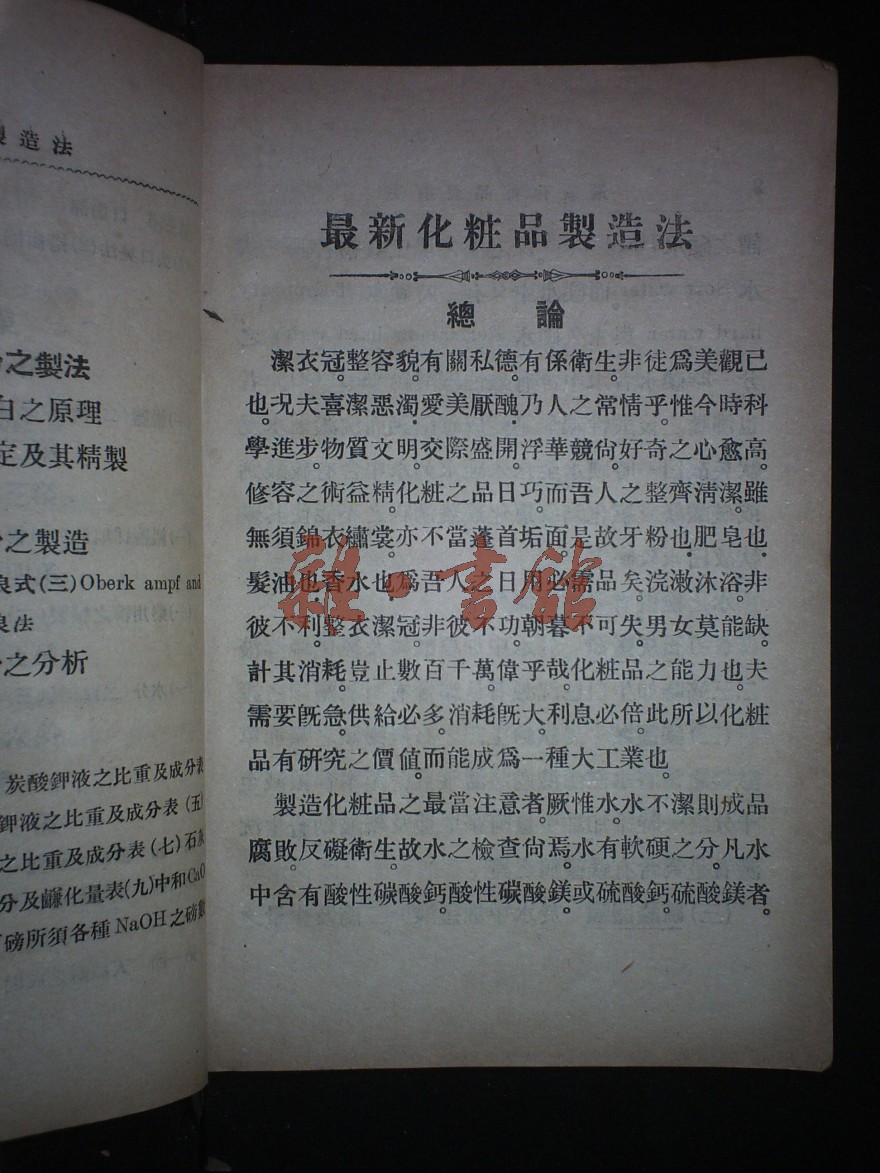 造法
之製法
白之原理
定及其精製
之製造
良式(三)Oberk ampf and
良法
之分析
炭酸鉀液之比重及成分表
鉀液之比重及成分表(五)
之比重及成分表(七)石
分及鹼化量表(九)中和CaO
磅所須各種NaOH之磅數
最新化粧品製造法
總論
潔衣冠。整容貌。有關私德。有係衛生。非徒爲美觀已
也。况夫喜潔惡濁。愛美厭醜。乃人之常情乎。惟今時科
學進步。物質文明。交際盛開。浮華競尙。好奇之心愈高。
修容之術益精。化粧之品日巧。而吾人之整齊淸潔。雖
無須錦衣繡裳。亦不當蓬首垢面。是故牙粉也。肥皂也。
髮油也。香水也。爲吾人之日用必需品矣。浣漱沐浴。非
彼不利。整衣潔冠。非彼不功。朝暮不可失。男女莫能缺。
計其消耗。豈止數百千萬。偉乎哉。化粧品之能力也。夫
需要旣急。供給必多。消耗旣大。利息必倍。此所以化粧
品有硏究之價値。而能成爲一種大工業也。
製造化粧品之最當注意者。厥惟水。水不潔則成品
腐敗。反礙衛生。故水之檢查尙焉。水有軟硬之分。凡水
中含有酸性碳酸鈣。酸性碳酸鎂。或硫酸鈣。硫酸鎂者。
雜·書館